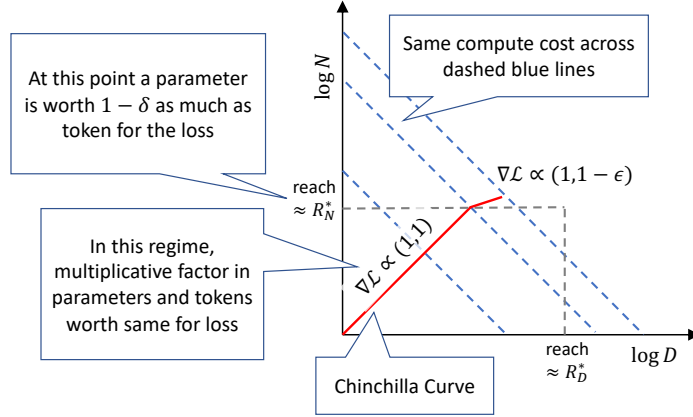 At this point a parameter
is worth 1 − δ as much as
token for the loss
log N
Same compute cost across
dashed blue lines
∇ℒ ∝ (1,1 − ϵ)
reach
≈ R*_N
In this regime,
multiplicative factor in
parameters and tokens
worth same for loss
∇ℒ ∝ (1,1)
Chinchilla Curve
reach
≈ R*_D
log D